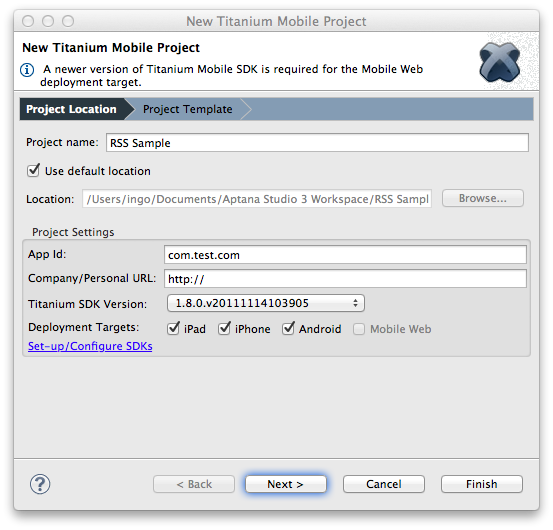 New Titanium Mobile Project
New Titanium Mobile Project
A newer version of Titanium Mobile SDK is required for the Mobile Web
deployment target.
Project Location Project Template
Project name: RSS Sample
Use default location
Location: /Users/ingo/Documents/Aptana Studio 3 Workspace/RSS Sampl Browse...
Project Settings
App Id: com.test.com
Company/Personal URL: http://
Titanium SDK Version: 1.8.0.v20111114103905
Deployment Targets: iPad iPhone Android Mobile Web
Set-up/Configure SDKs
? < Back Next > Cancel Finish